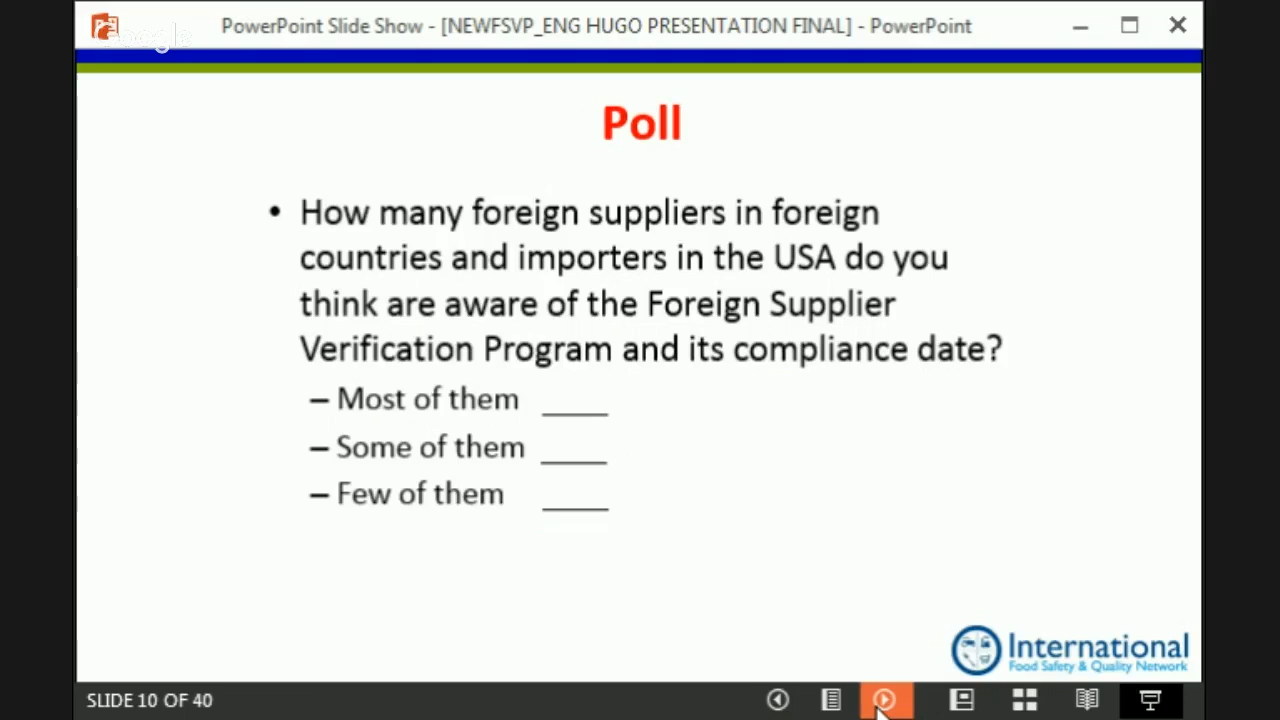 Google
PowerPoint Slide Show - [NEWFSVP_ENG HUGO PRESENTATION FINAL] - PowerPoint
Poll
• How many foreign suppliers in foreign
countries and importers in the USA do you
think are aware of the Foreign Supplier
Verification Program and its compliance date?
– Most of them ____
– Some of them ____
– Few of them ____
International
Food Safety & Quality Network
SLIDE 10 OF 40